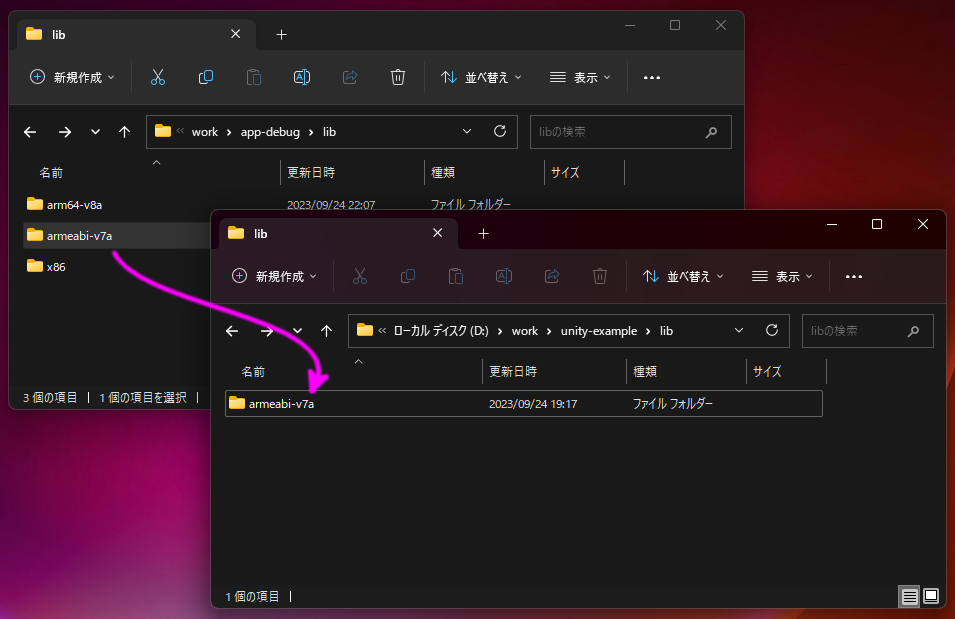 lib
新規作成
並べ替え
表示
work > app-debug > lib
libの検索
名前 更新日時 種類 サイズ
arm64-v8a 2023/09/24 22:07 ファイル フォルダー
armeabi-v7a
x86
3 個の項目 1 個の項目を選択
lib
新規作成
並べ替え
表示
« ローカル ディスク (D:) > work > unity-example > lib
libの検索
名前 更新日時 種類 サイズ
armeabi-v7a 2023/09/24 19:17 ファイル フォルダー
1 個の項目